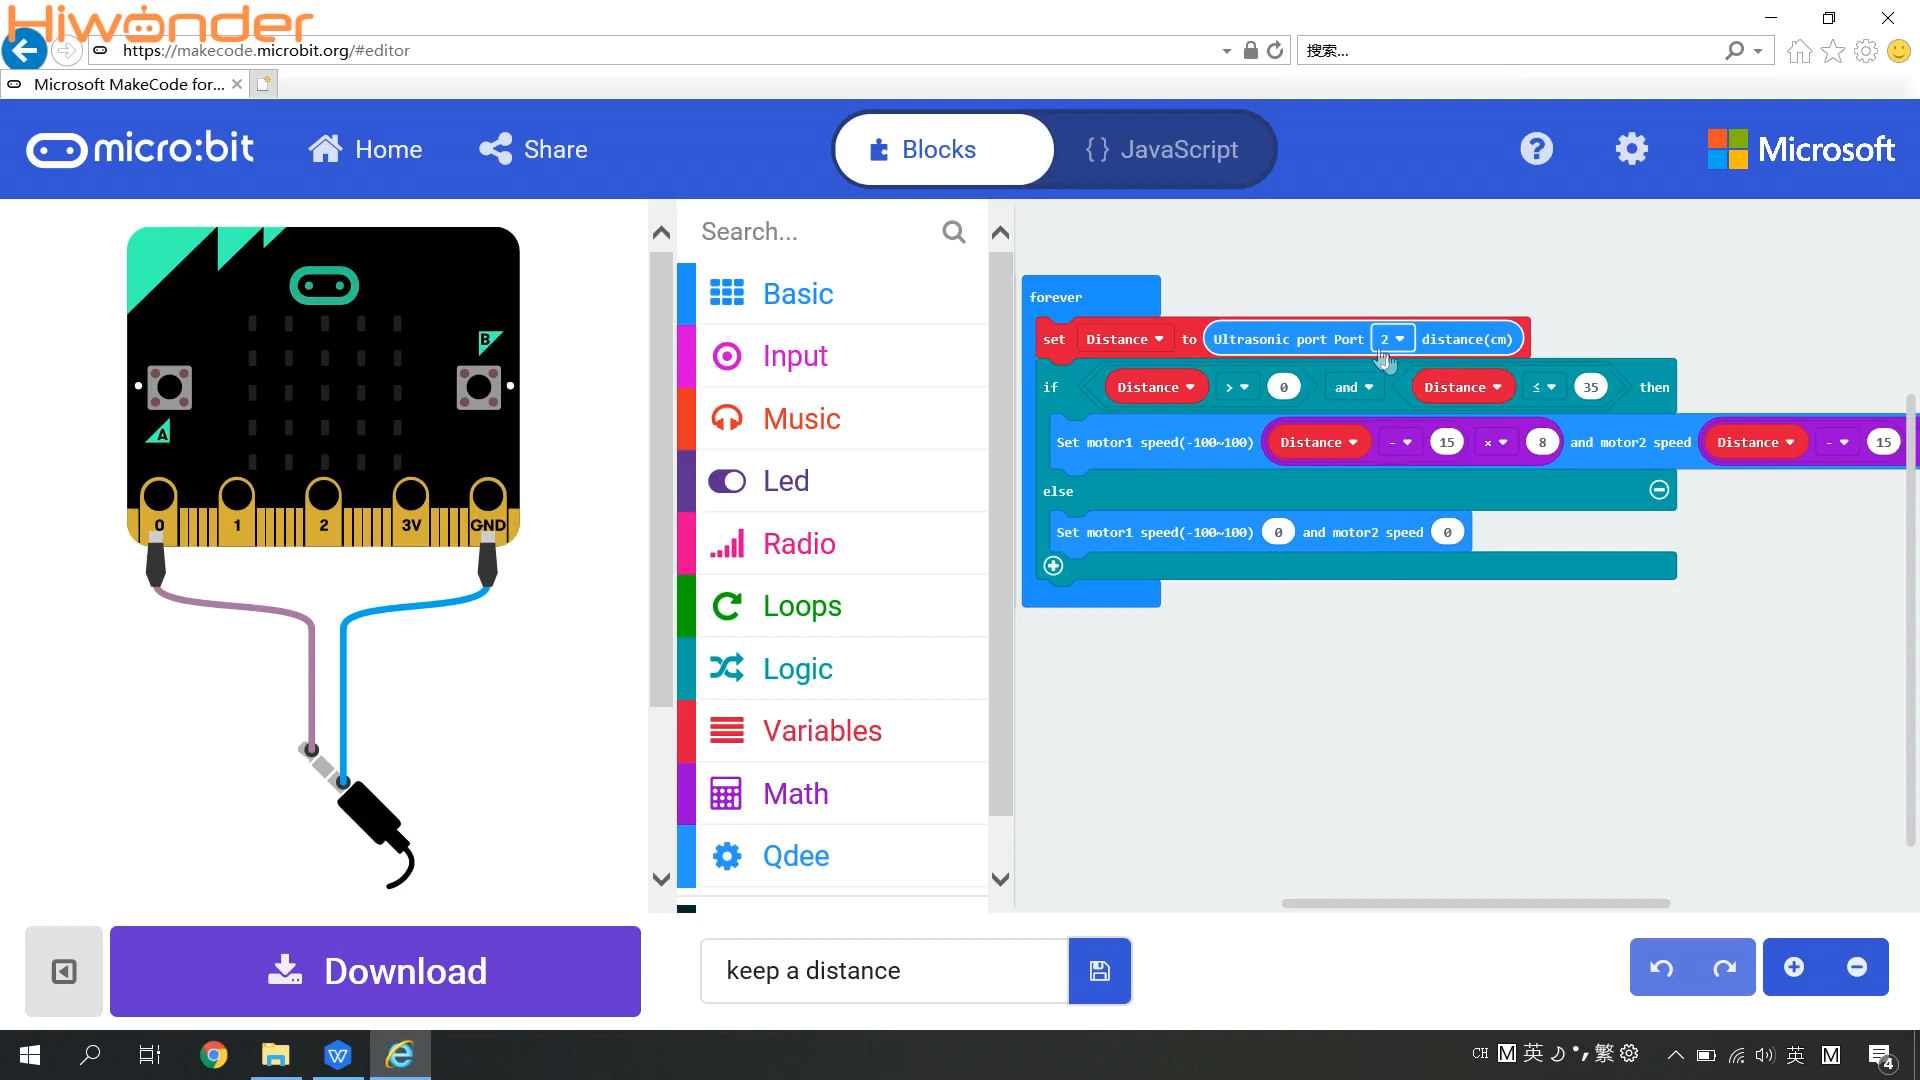 Hiwonder
https://makecode.microbit.org/#editor
搜索...
Microsoft MakeCode for...
micro:bit
Home
Share
Blocks
{ } JavaScript
Microsoft
Search...
Basic
Input
Music
Led
Radio
Loops
Logic
Variables
Math
Qdee
B
A
0 1 2 3V GND
forever
set Distance to Ultrasonic port Port 2 distance(cm)
if Distance > 0 and Distance ≤ 35 then
Set motor1 speed(-100~100) Distance - 15 × 8 and motor2 speed Distance - 15
else
Set motor1 speed(-100~100) 0 and motor2 speed 0
Download
keep a distance
CH M 英 繁 英 M 4